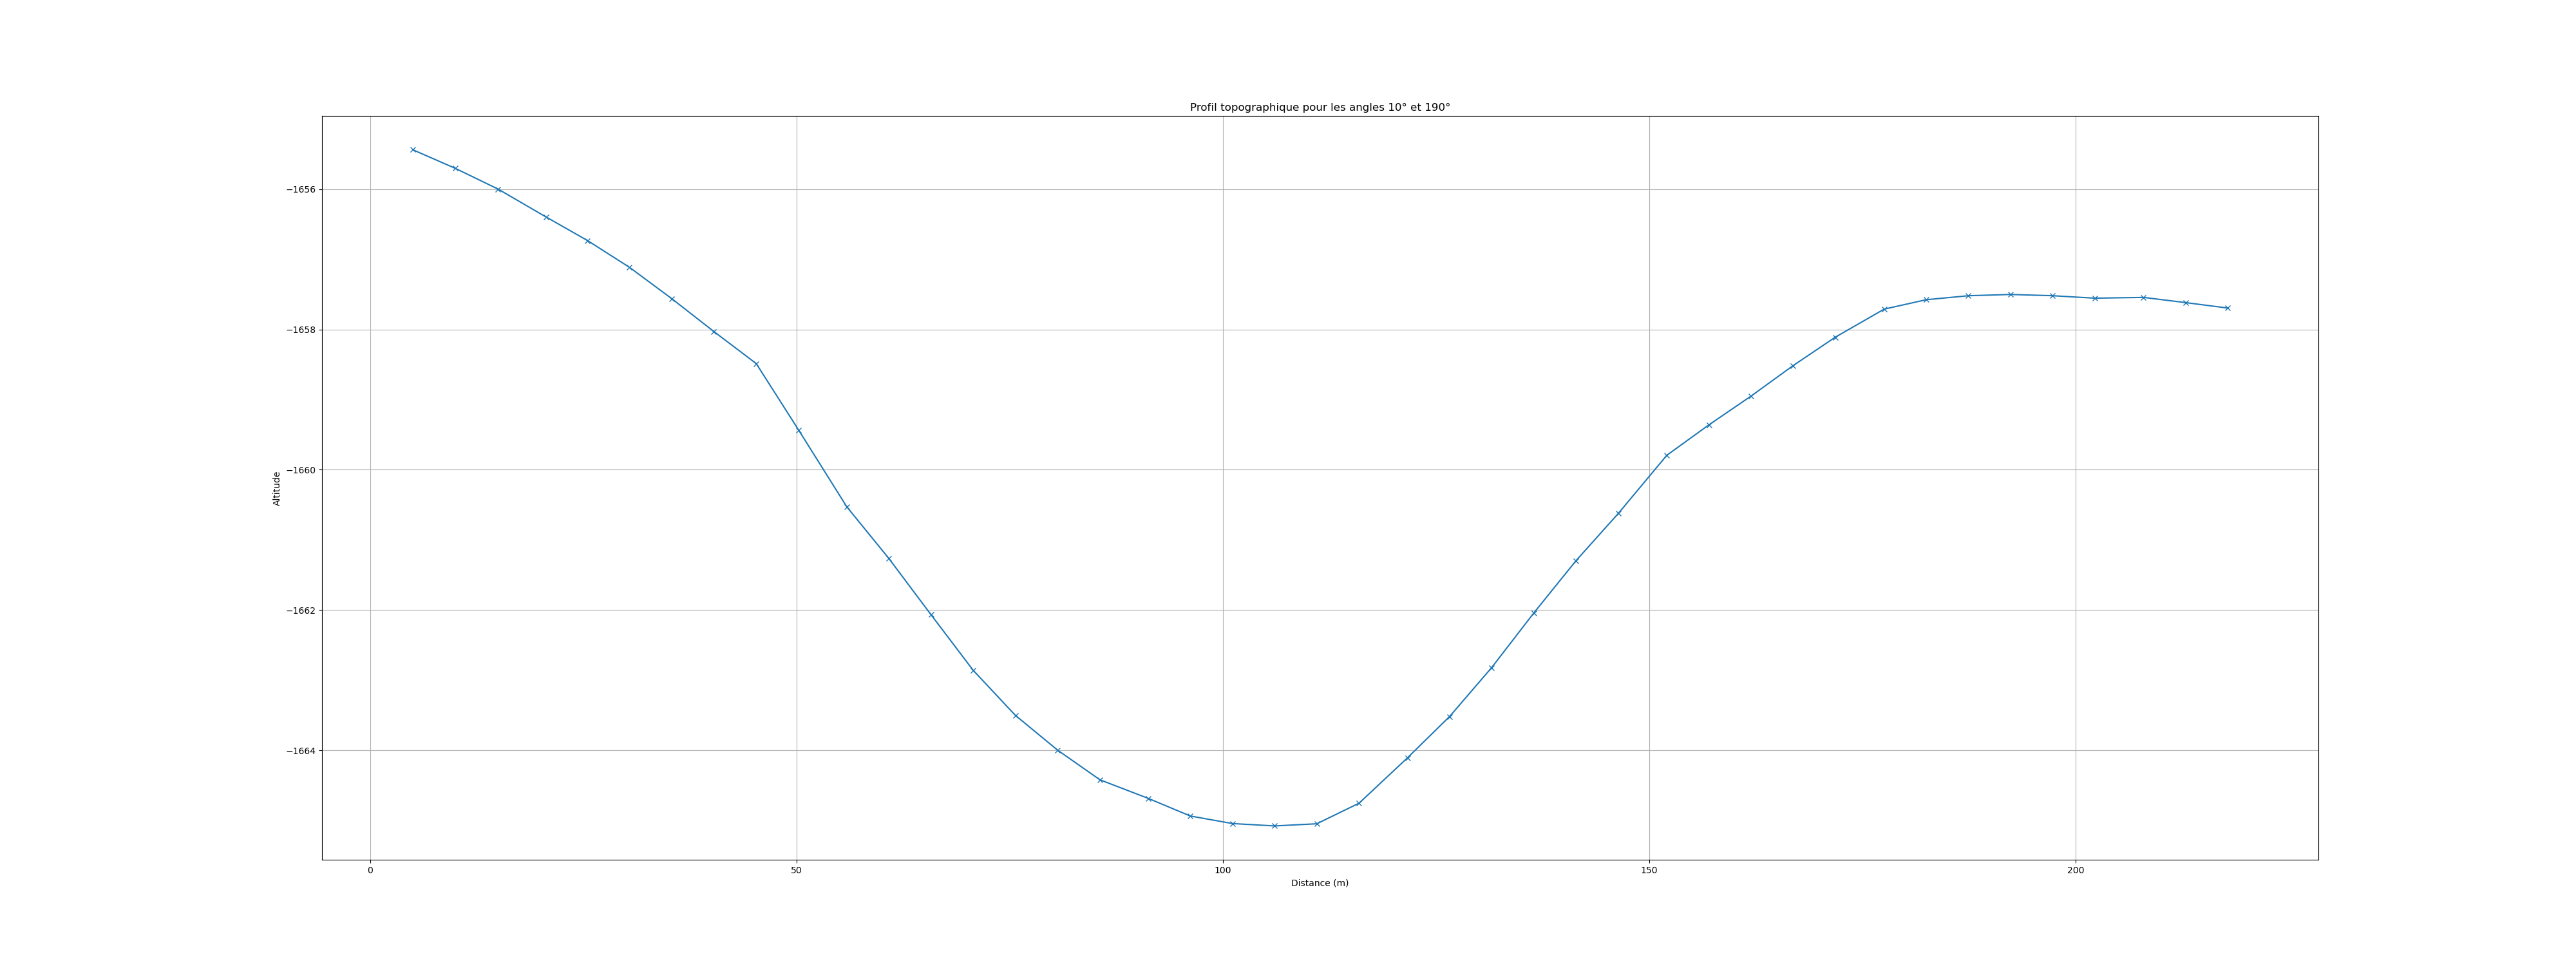 Profil topographique pour les angles 10° et 190°
Altitude
−1656
−1658
−1660
−1662
−1664
0 50 100 150 200
Distance (m)